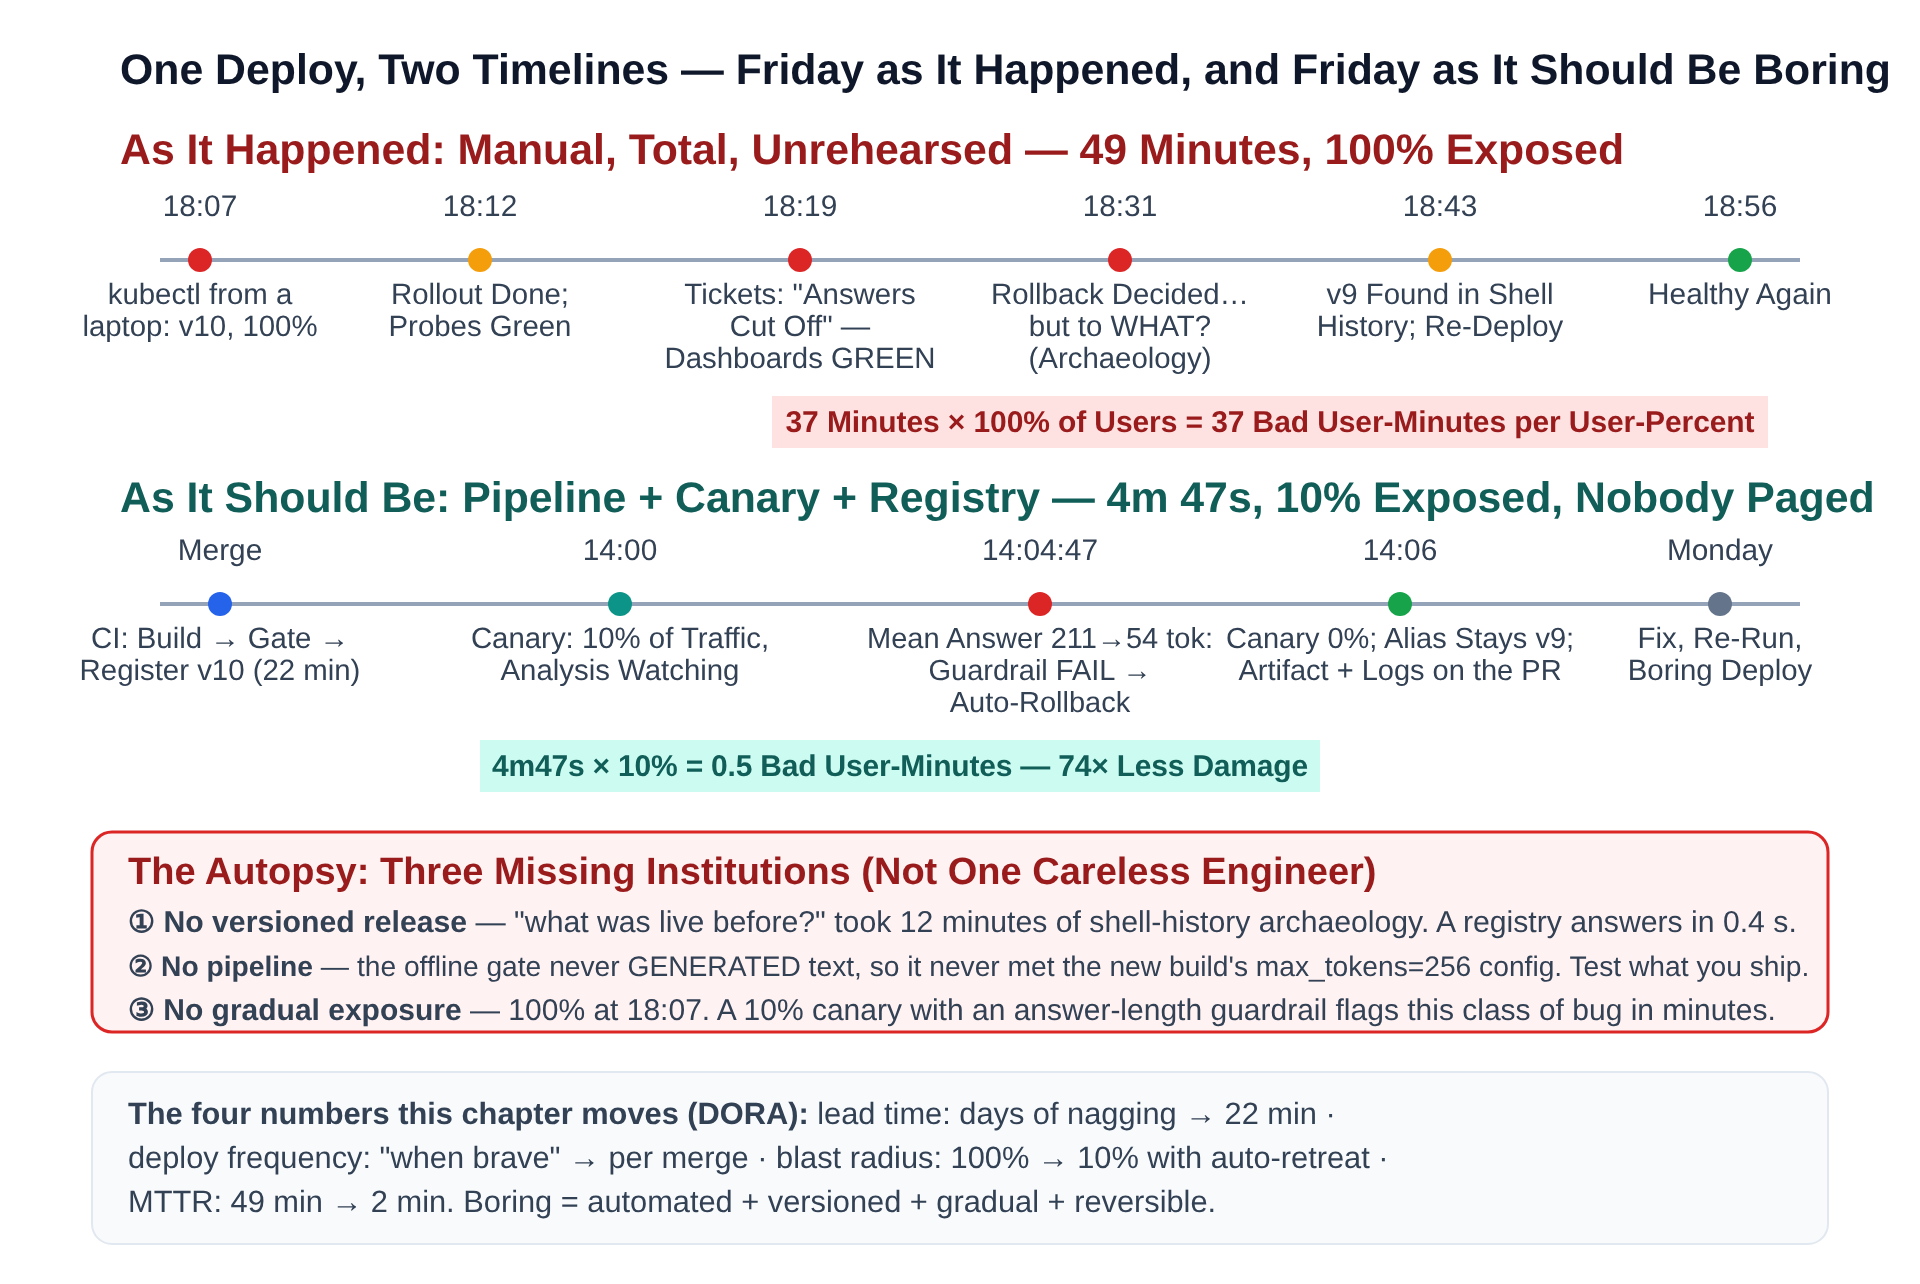 One Deploy, Two Timelines — Friday as It Happened, and Friday as It Should Be Boring
As It Happened: Manual, Total, Unrehearsed — 49 Minutes, 100% Exposed
18:07
18:12
18:19
18:31
18:43
18:56
kubectl from a
laptop: v10, 100%
Rollout Done;
Probes Green
Tickets: "Answers
Cut Off" —
Dashboards GREEN
Rollback Decided…
but to WHAT?
(Archaeology)
v9 Found in Shell
History; Re-Deploy
Healthy Again
37 Minutes × 100% of Users = 37 Bad User-Minutes per User-Percent
As It Should Be: Pipeline + Canary + Registry — 4m 47s, 10% Exposed, Nobody Paged
Merge
14:00
14:04:47
14:06
Monday
CI: Build → Gate →
Register v10 (22 min)
Canary: 10% of Traffic,
Analysis Watching
Mean Answer 211→54 tok:
Guardrail FAIL →
Auto-Rollback
Canary 0%; Alias Stays v9;
Artifact + Logs on the PR
Fix, Re-Run,
Boring Deploy
4m47s × 10% = 0.5 Bad User-Minutes — 74× Less Damage
The Autopsy: Three Missing Institutions (Not One Careless Engineer)
① No versioned release — "what was live before?" took 12 minutes of shell-history archaeology. A registry answers in 0.4 s.
② No pipeline — the offline gate never GENERATED text, so it never met the new build's max_tokens=256 config. Test what you ship.
③ No gradual exposure — 100% at 18:07. A 10% canary with an answer-length guardrail flags this class of bug in minutes.
The four numbers this chapter moves (DORA): lead time: days of nagging → 22 min ·
deploy frequency: "when brave" → per merge · blast radius: 100% → 10% with auto-retreat ·
MTTR: 49 min → 2 min. Boring = automated + versioned + gradual + reversible.